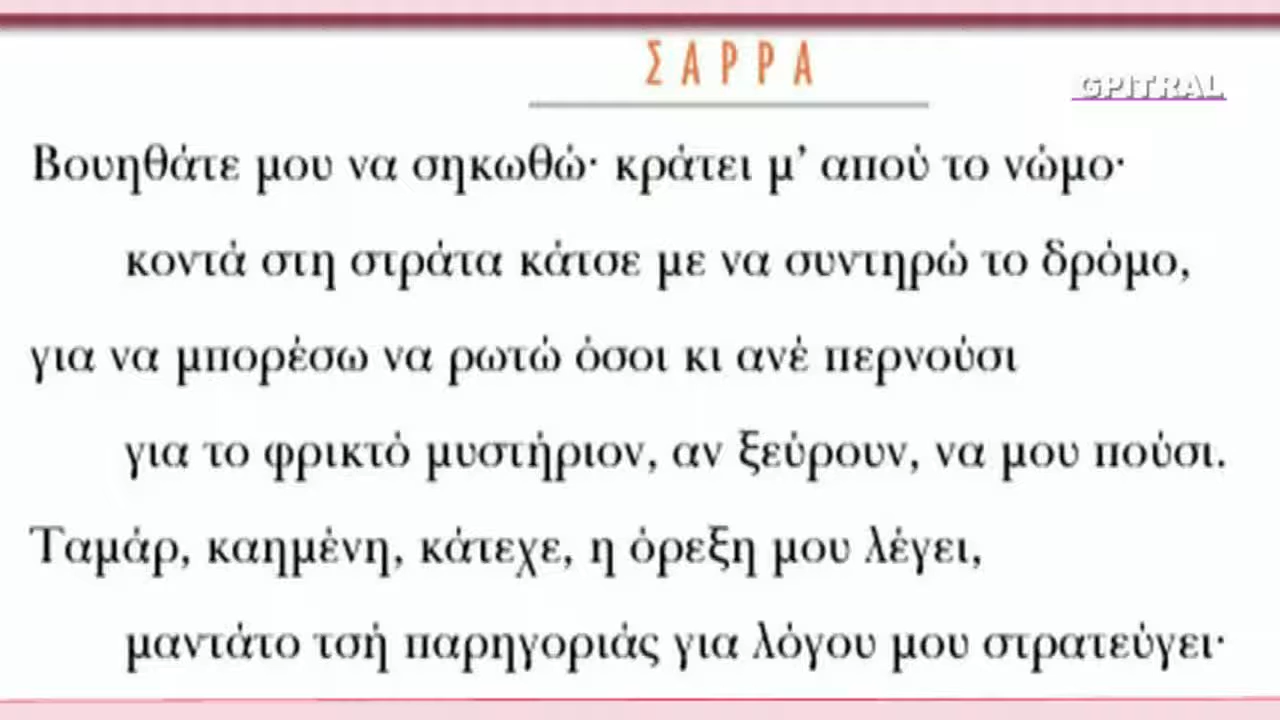 ΣΑΡΡΑ
GPITRAL
Βουηθάτε μου να σηκωθώ· κράτει μ’ απού το νώμο·
κοντά στη στράτα κάτσε με να συντηρώ το δρόμο,
για να μπορέσω να ρωτώ όσοι κι ανέ περνούσι
για το φρικτό μυστήριον, αν ξεύρουν, να μου πούσι.
Ταμάρ, καημένη, κάτεχε, η όρεξη μου λέγει,
μαντάτο τσή παρηγοριάς για λόγου μου στρατεύγει·